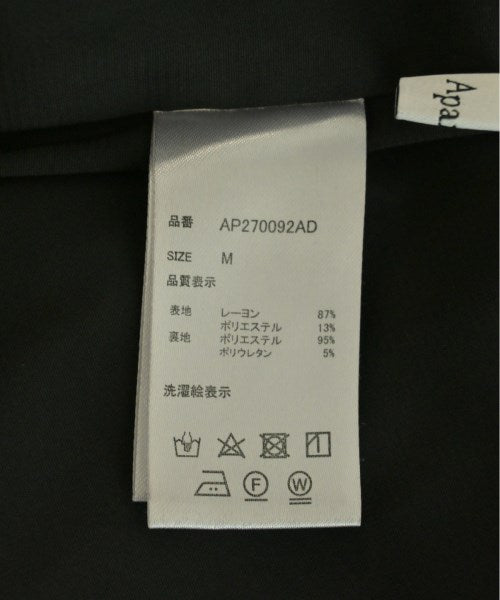 Apar
品番 AP270092AD
SIZE M
品質表示
表地 レーヨン 87%
ポリエステル 13%
裏地 ポリエステル 95%
ポリウレタン 5%
洗濯絵表示
F W